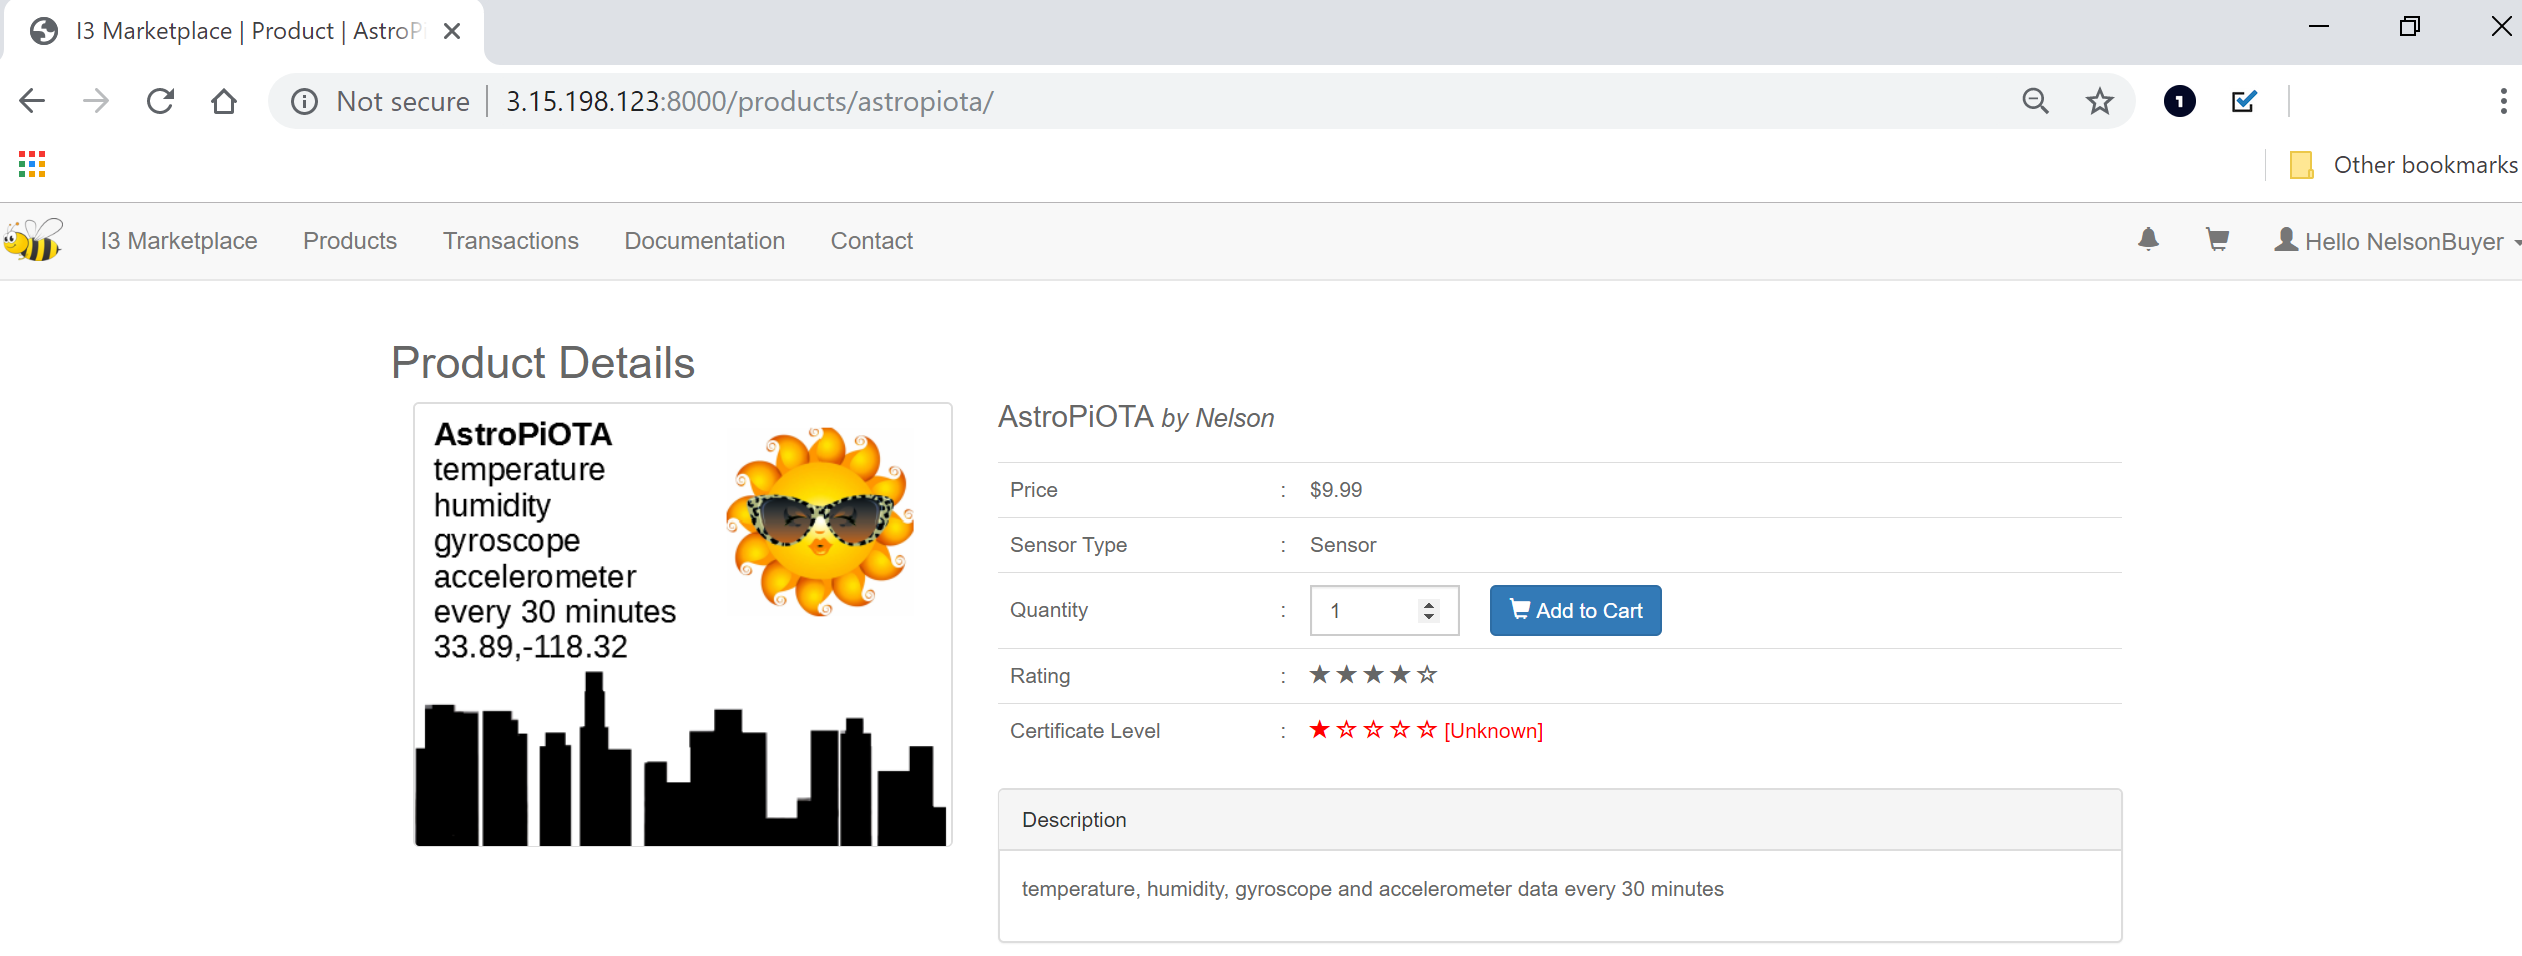 I3 Marketplace | Product | AstroP
Not secure 3.15.198.123:8000/products/astropiota/
1
Other bookmarks
I3 Marketplace Products Transactions Documentation Contact Hello NelsonBuyer
Product Details
AstroPiOTA
temperature
humidity
gyroscope
accelerometer
every 30 minutes
33.89,-118.32
AstroPiOTA by Nelson
Price : $9.99
Sensor Type : Sensor
Quantity : 1 Add to Cart
Rating : ★★★★☆
Certificate Level : ★☆☆☆☆ [Unknown]
Description
temperature, humidity, gyroscope and accelerometer data every 30 minutes